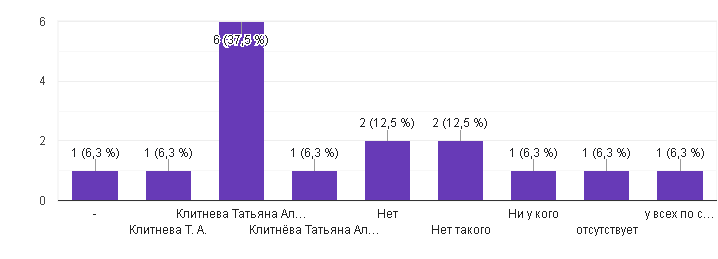 6
4
2
0
1 (6,3 %)
1 (6,3 %)
6 (37,5 %)
1 (6,3 %)
2 (12,5 %)
2 (12,5 %)
1 (6,3 %)
1 (6,3 %)
1 (6,3 %)
-
Клитнева Т. А.
Клитнева Татьяна Ал…
Клитнёва Татьяна Ал…
Нет
Нет такого
Ни у кого
отсутствует
у всех по с…